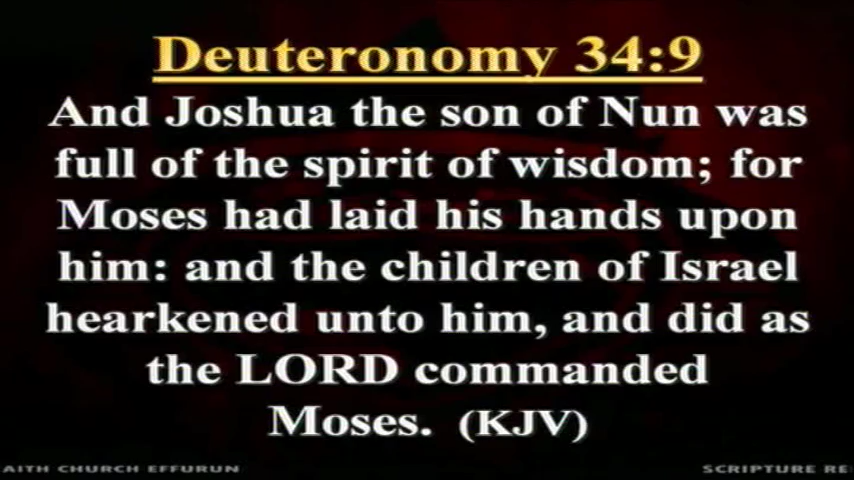 Deuteronomy 34:9
And Joshua the son of Nun was
full of the spirit of wisdom; for
Moses had laid his hands upon
him: and the children of Israel
hearkened unto him, and did as
the LORD commanded
Moses. (KJV)
AITH CHURCH EFFURUN
SCRIPTURE RE